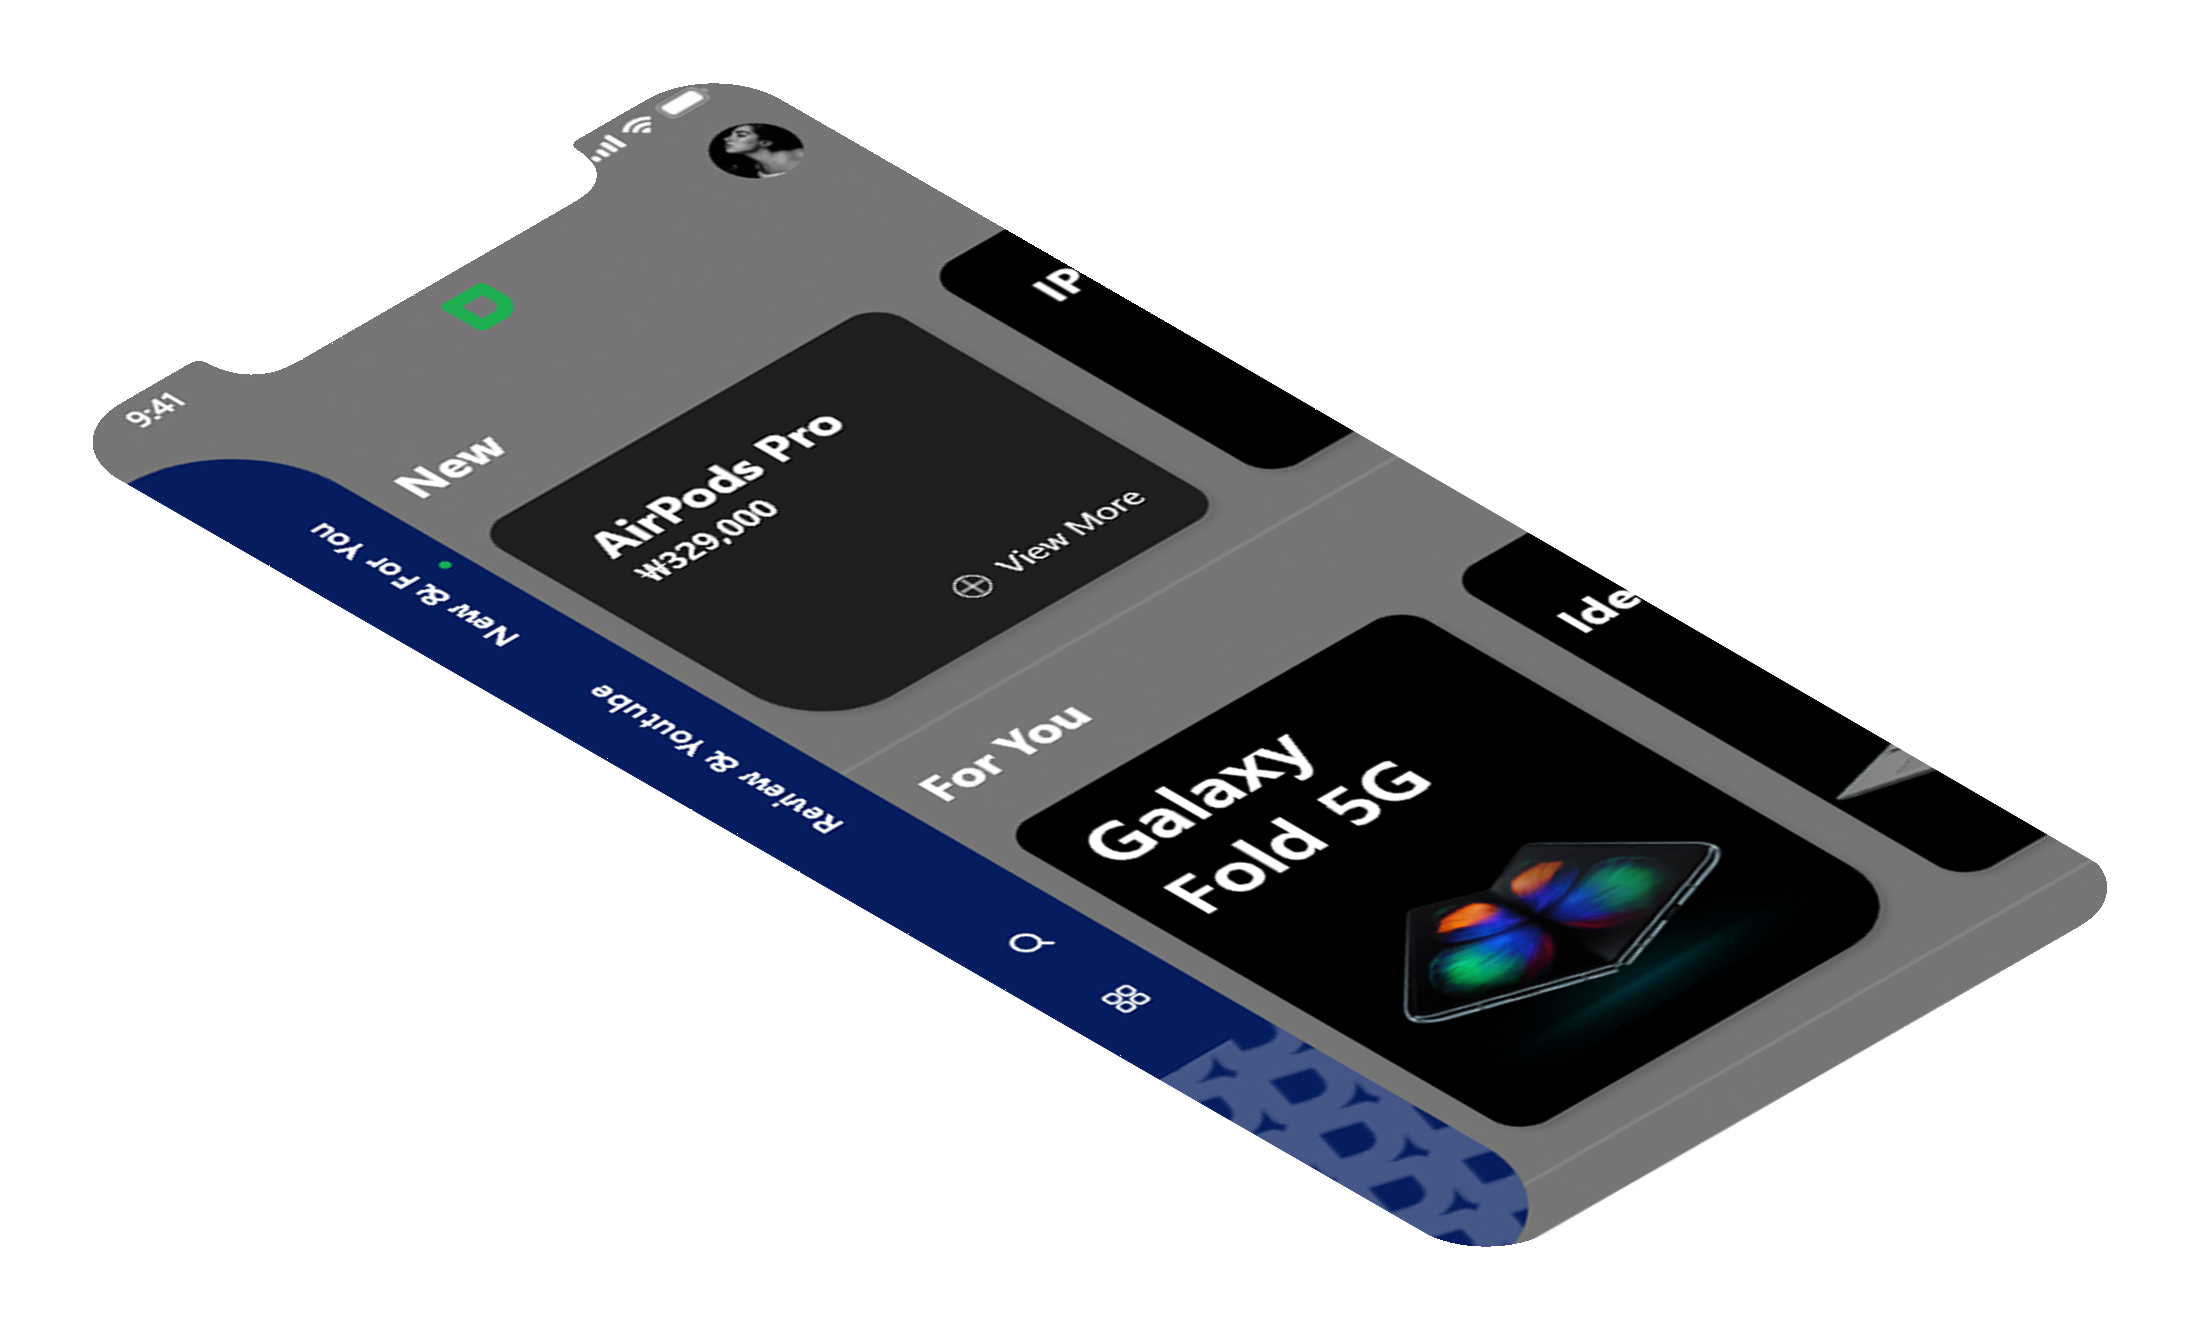 9:41
New
AirPods Pro
₩329,000
View More
IP
For You
Galaxy
Fold 5G
Ide
Review & Youtube
New & For You